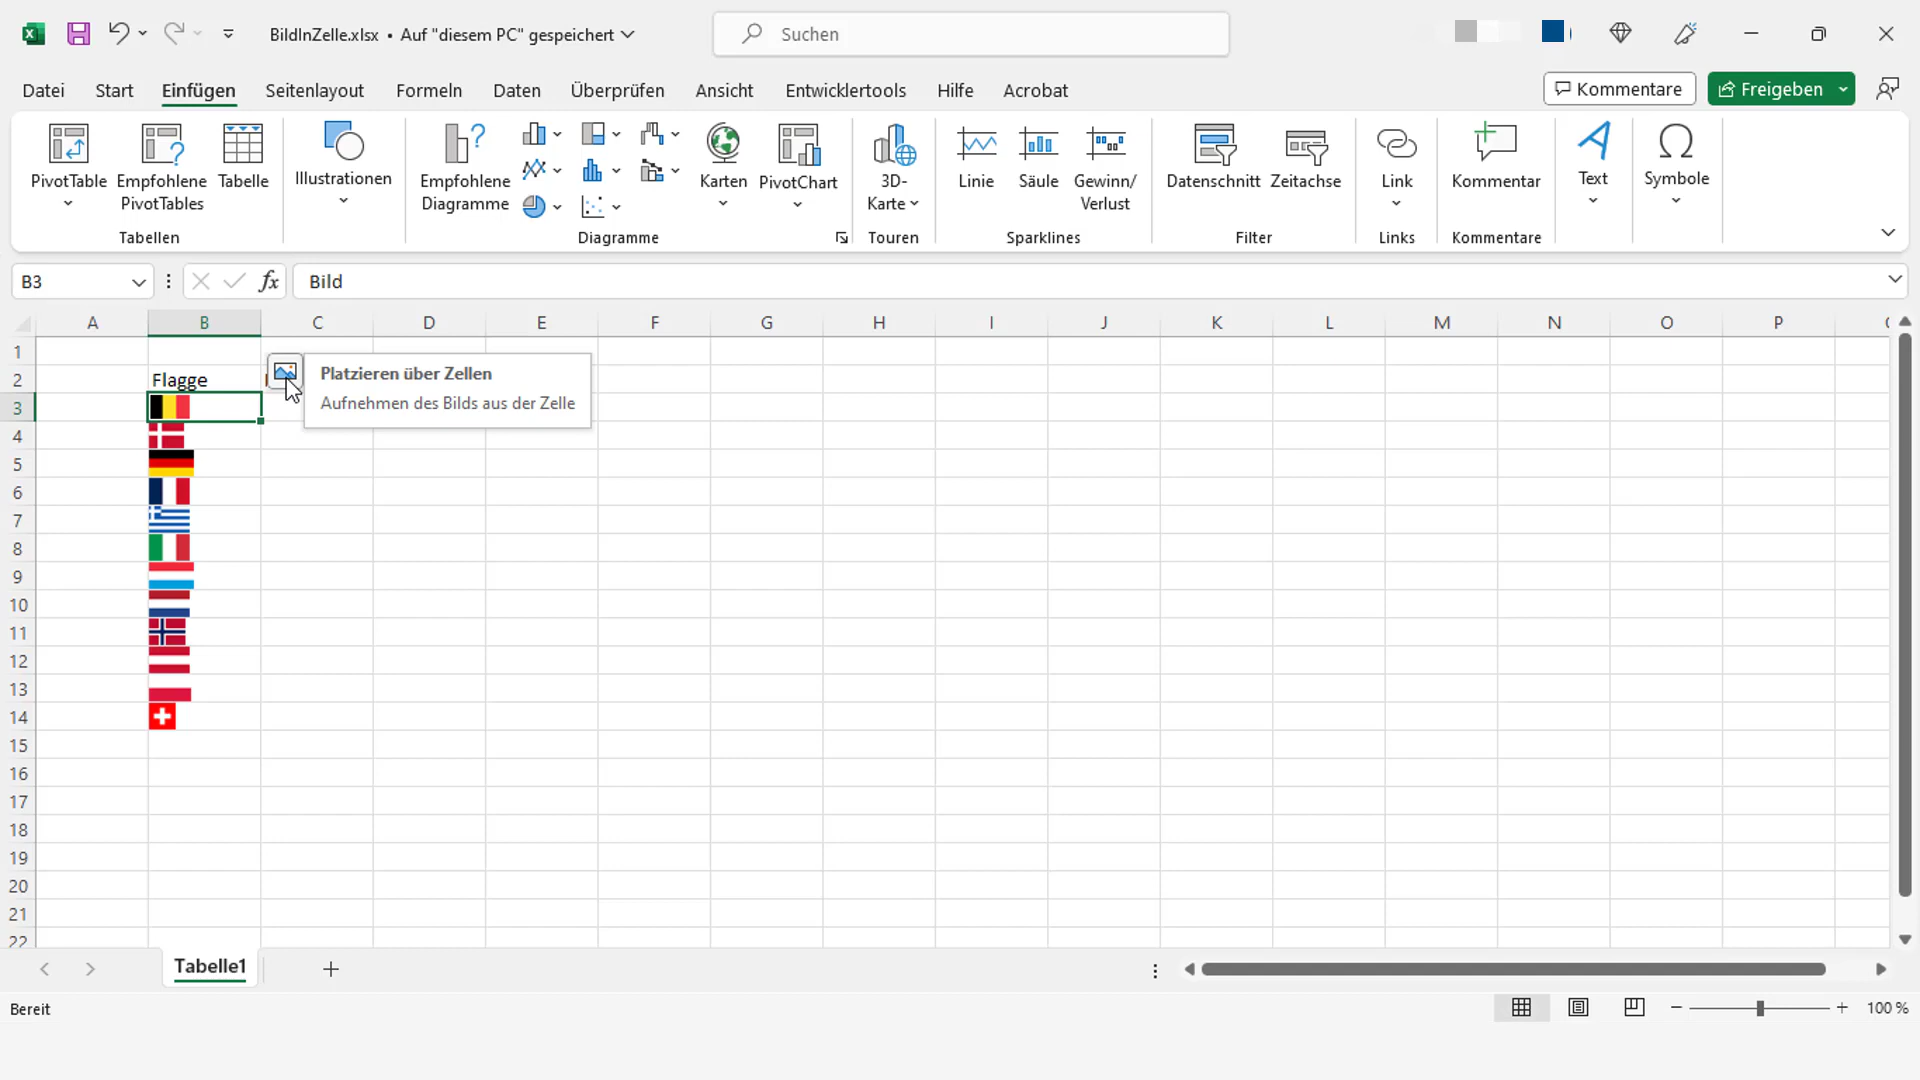 BildInZelle.xlsx • Auf "diesem PC" gespeichert
Suchen
Datei Start Einfügen Seitenlayout Formeln Daten Überprüfen Ansicht Entwicklertools Hilfe Acrobat
Kommentare Freigeben
PivotTable
Empfohlene PivotTables
Tabelle
Tabellen
Illustrationen
Empfohlene Diagramme
Karten
PivotChart
Diagramme
3D-Karte
Touren
Linie
Säule
Gewinn/Verlust
Sparklines
Datenschnitt
Zeitachse
Filter
Link
Links
Kommentar
Kommentare
Text
Symbole
B3
fx
Bild
A B C D E F G H I J K L M N O P
1
2 Flagge
Platzieren über Zellen
Aufnehmen des Bilds aus der Zelle
3
4
5
6
7
8
9
10
11
12
13
14
15
16
17
18
19
20
21
22
Tabelle1
Bereit
100 %